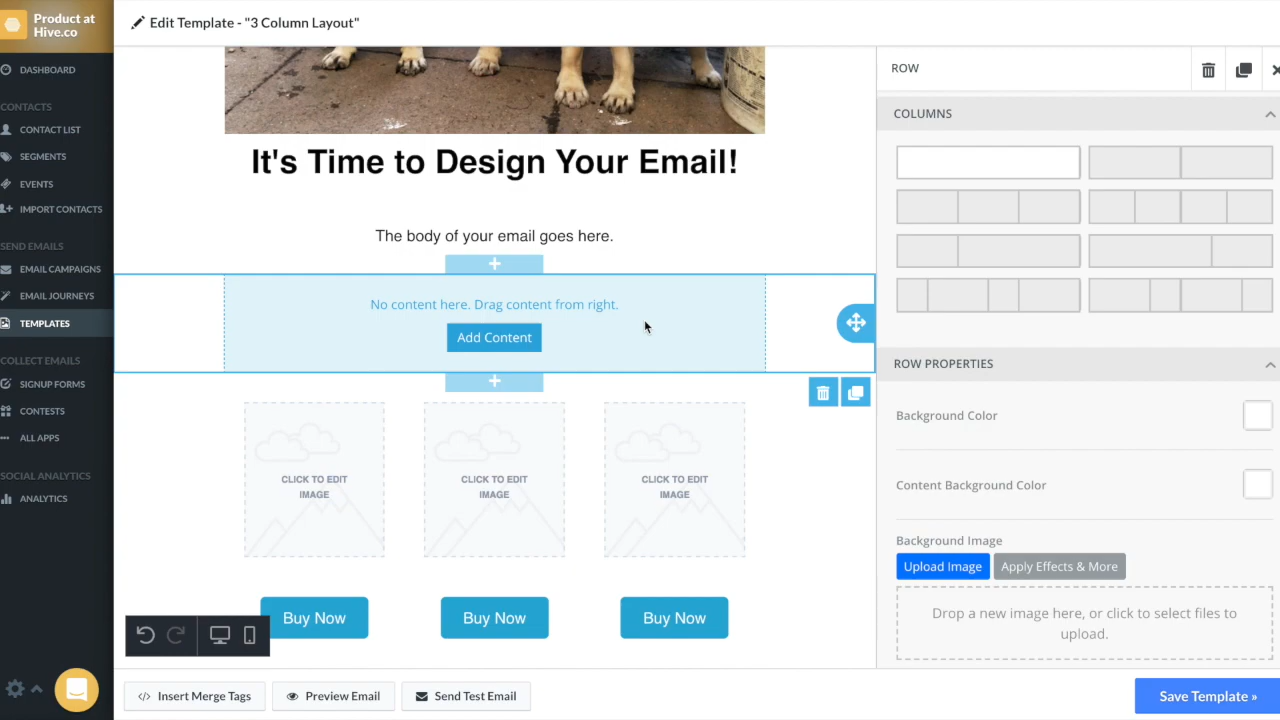 Product at
Hive.co
DASHBOARD
CONTACTS
CONTACT LIST
SEGMENTS
EVENTS
IMPORT CONTACTS
SEND EMAILS
EMAIL CAMPAIGNS
EMAIL JOURNEYS
TEMPLATES
COLLECT EMAILS
SIGNUP FORMS
CONTESTS
ALL APPS
SOCIAL ANALYTICS
ANALYTICS
Edit Template - "3 Column Layout"
It's Time to Design Your Email!
The body of your email goes here.
No content here. Drag content from right.
Add Content
CLICK TO EDIT
IMAGE
CLICK TO EDIT
IMAGE
CLICK TO EDIT
IMAGE
Buy Now
Buy Now
Buy Now
Insert Merge Tags
Preview Email
Send Test Email
ROW
COLUMNS
ROW PROPERTIES
Background Color
Content Background Color
Background Image
Upload Image
Apply Effects & More
Drop a new image here, or click to select files to
upload.
Save Template »